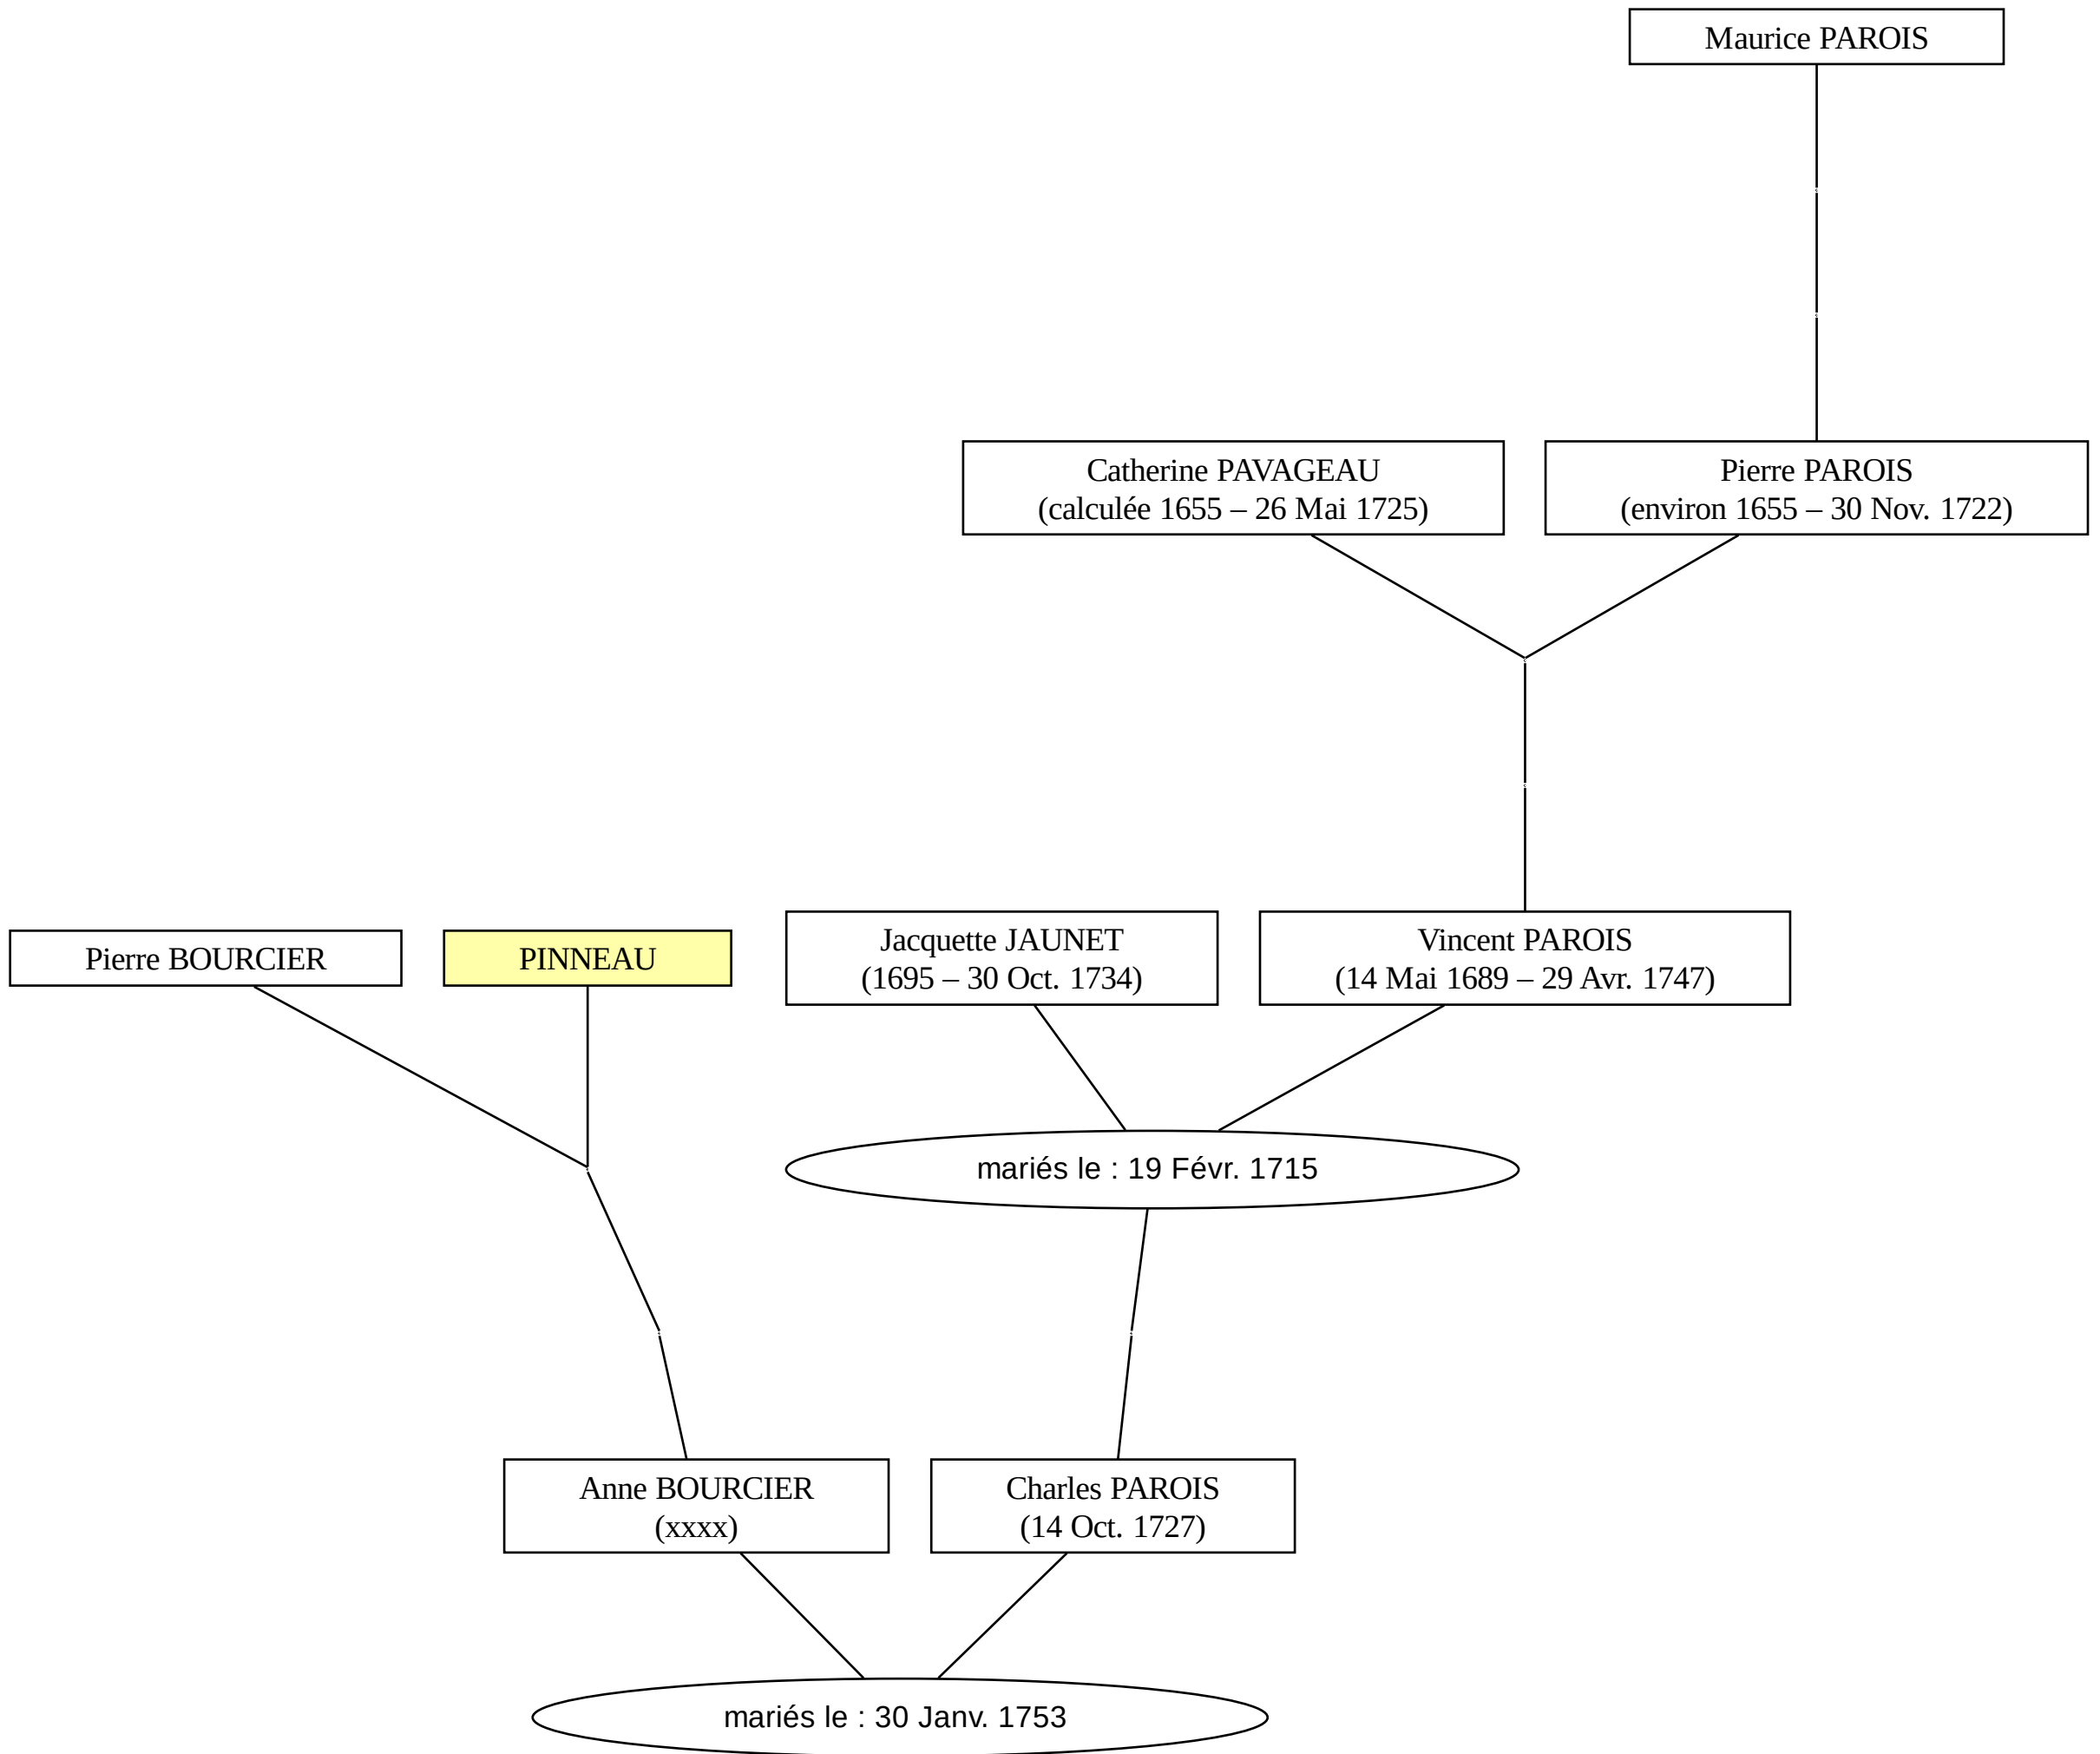 Maurice PAROIS
Catherine PAVAGEAU
(calculée 1655 – 26 Mai 1725)
Pierre PAROIS
(environ 1655 – 30 Nov. 1722)
Pierre BOURCIER
PINNEAU
Jacquette JAUNET
(1695 – 30 Oct. 1734)
Vincent PAROIS
(14 Mai 1689 – 29 Avr. 1747)
mariés le : 19 Févr. 1715
Anne BOURCIER
(xxxx)
Charles PAROIS
(14 Oct. 1727)
mariés le : 30 Janv. 1753